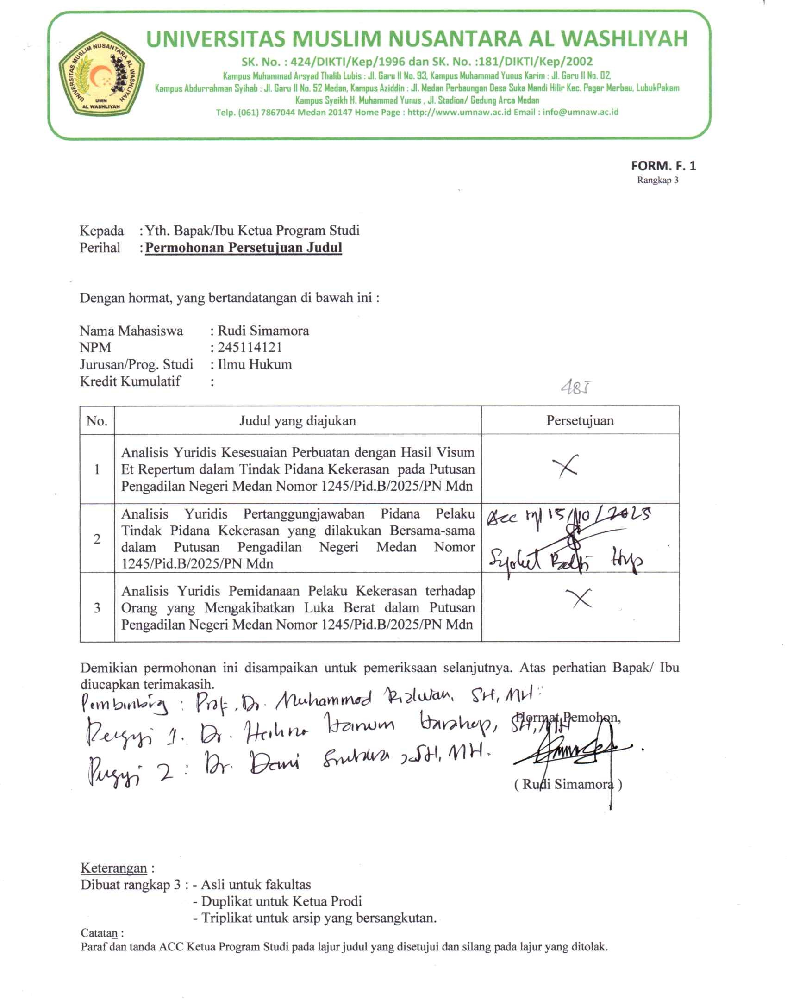 UNIVERSITAS MUSLIM NUSANTARA AL WASHLIYAH
UMN
AL WASHLIYAH
UNIVERSITAS MUSLIM NUSANTARA AL WASHLIYAH
SK. No. : 424/DIKTI/Kep/1996 dan SK. No. :181/DIKTI/Kep/2002
Kampus Muhammad Arsyad Thalib Lubis : Jl. Garu II No. 93, Kampus Muhammad Yunus Karim : Jl. Garu II No. 02,
Kampus Abdurrahman Syihab : Jl. Garu II No. 52 Medan, Kampus Aziddin : Jl. Medan Perbaungan Desa Suka Mandi Hilir Kec. Pagar Merbau, LubukPakam
Kampus Syeikh H. Muhammad Yunus , Jl. Stadion/ Gedung Arca Medan
Telp. (061) 7867044 Medan 20147 Home Page : http://www.umnaw.ac.id Email : info@umnaw.ac.id
FORM. F. 1
Rangkap 3
Kepada : Yth. Bapak/Ibu Ketua Program Studi
Perihal : Permohonan Persetujuan Judul
Dengan hormat, yang bertandatangan di bawah ini :
Nama Mahasiswa : Rudi Simamora
NPM : 245114121
Jurusan/Prog. Studi : Ilmu Hukum
Kredit Kumulatif :
No. Judul yang diajukan Persetujuan
1
Analisis Yuridis Kesesuaian Perbuatan dengan Hasil Visum
Et Repertum dalam Tindak Pidana Kekerasan pada Putusan
Pengadilan Negeri Medan Nomor 1245/Pid.B/2025/PN Mdn
2
Analisis Yuridis Pertanggungjawaban Pidana Pelaku
Tindak Pidana Kekerasan yang dilakukan Bersama-sama
dalam Putusan Pengadilan Negeri Medan Nomor
1245/Pid.B/2025/PN Mdn
Acc 15/10/2025
3
Analisis Yuridis Pemidanaan Pelaku Kekerasan terhadap
Orang yang Mengakibatkan Luka Berat dalam Putusan
Pengadilan Negeri Medan Nomor 1245/Pid.B/2025/PN Mdn
Demikian permohonan ini disampaikan untuk pemeriksaan selanjutnya. Atas perhatian Bapak/ Ibu
diucapkan terimakasih.
Pembimbing : Prof. Dr. Muhammad Ridwan, SH, MH
Hormat Pemohon,
Penguji 1. Dr. Halimo Hanum Harahap, SH, MH
Penguji 2 : Dr. Dani Sintara, SH, MH.
( Rudi Simamora )
Keterangan :
Dibuat rangkap 3 : - Asli untuk fakultas
- Duplikat untuk Ketua Prodi
- Triplikat untuk arsip yang bersangkutan.
Catatan :
Paraf dan tanda ACC Ketua Program Studi pada lajur judul yang disetujui dan silang pada lajur yang ditolak.